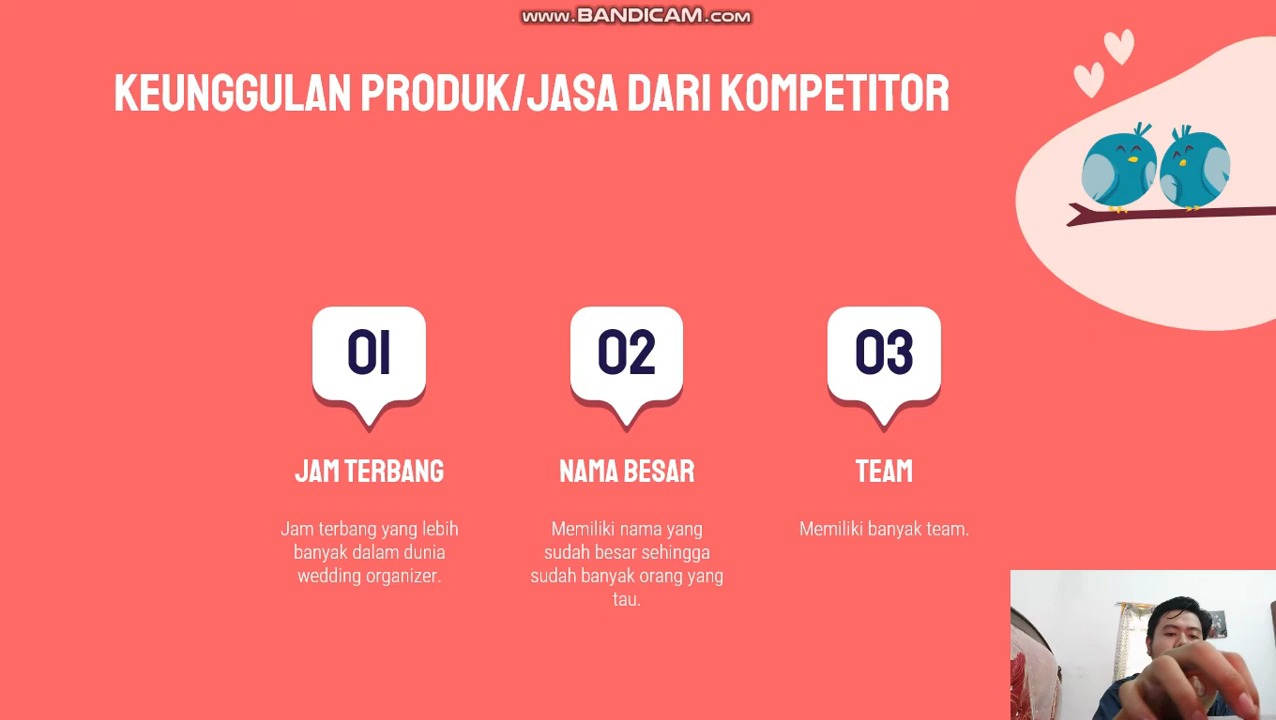 www.BANDICAM.com
KEUNGGULAN PRODUK/JASA DARI KOMPETITOR
01
02
03
JAM TERBANG
Jam terbang yang lebih
banyak dalam dunia
wedding organizer.
NAMA BESAR
Memiliki nama yang
sudah besar sehingga
sudah banyak orang yang
tau.
TEAM
Memiliki banyak team.